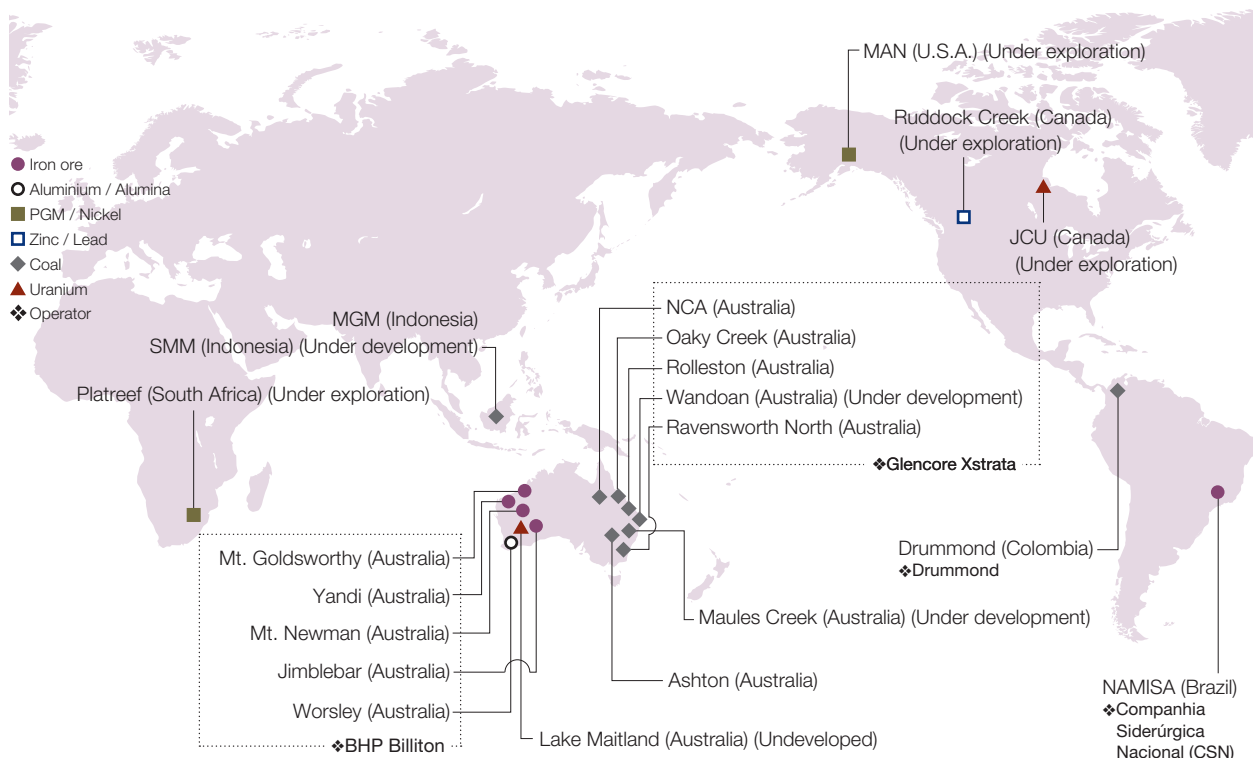 MAN (U.S.A.) (Under exploration)
Ruddock Creek (Canada)
(Under exploration)
JCU (Canada)
(Under exploration)
Iron ore
Aluminium / Alumina
PGM / Nickel
Zinc / Lead
Coal
Uranium
❖ Operator
MGM (Indonesia)
SMM (Indonesia) (Under development)
Platreef (South Africa) (Under exploration)
NCA (Australia)
Oaky Creek (Australia)
Rolleston (Australia)
Wandoan (Australia) (Under development)
Ravensworth North (Australia)
❖Glencore Xstrata
Mt. Goldsworthy (Australia)
Yandi (Australia)
Mt. Newman (Australia)
Jimblebar (Australia)
Worsley (Australia)
❖BHP Billiton
Lake Maitland (Australia) (Undeveloped)
Ashton (Australia)
Maules Creek (Australia) (Under development)
Drummond (Colombia)
❖Drummond
NAMISA (Brazil)
❖Companhia
Siderúrgica
Nacional (CSN)